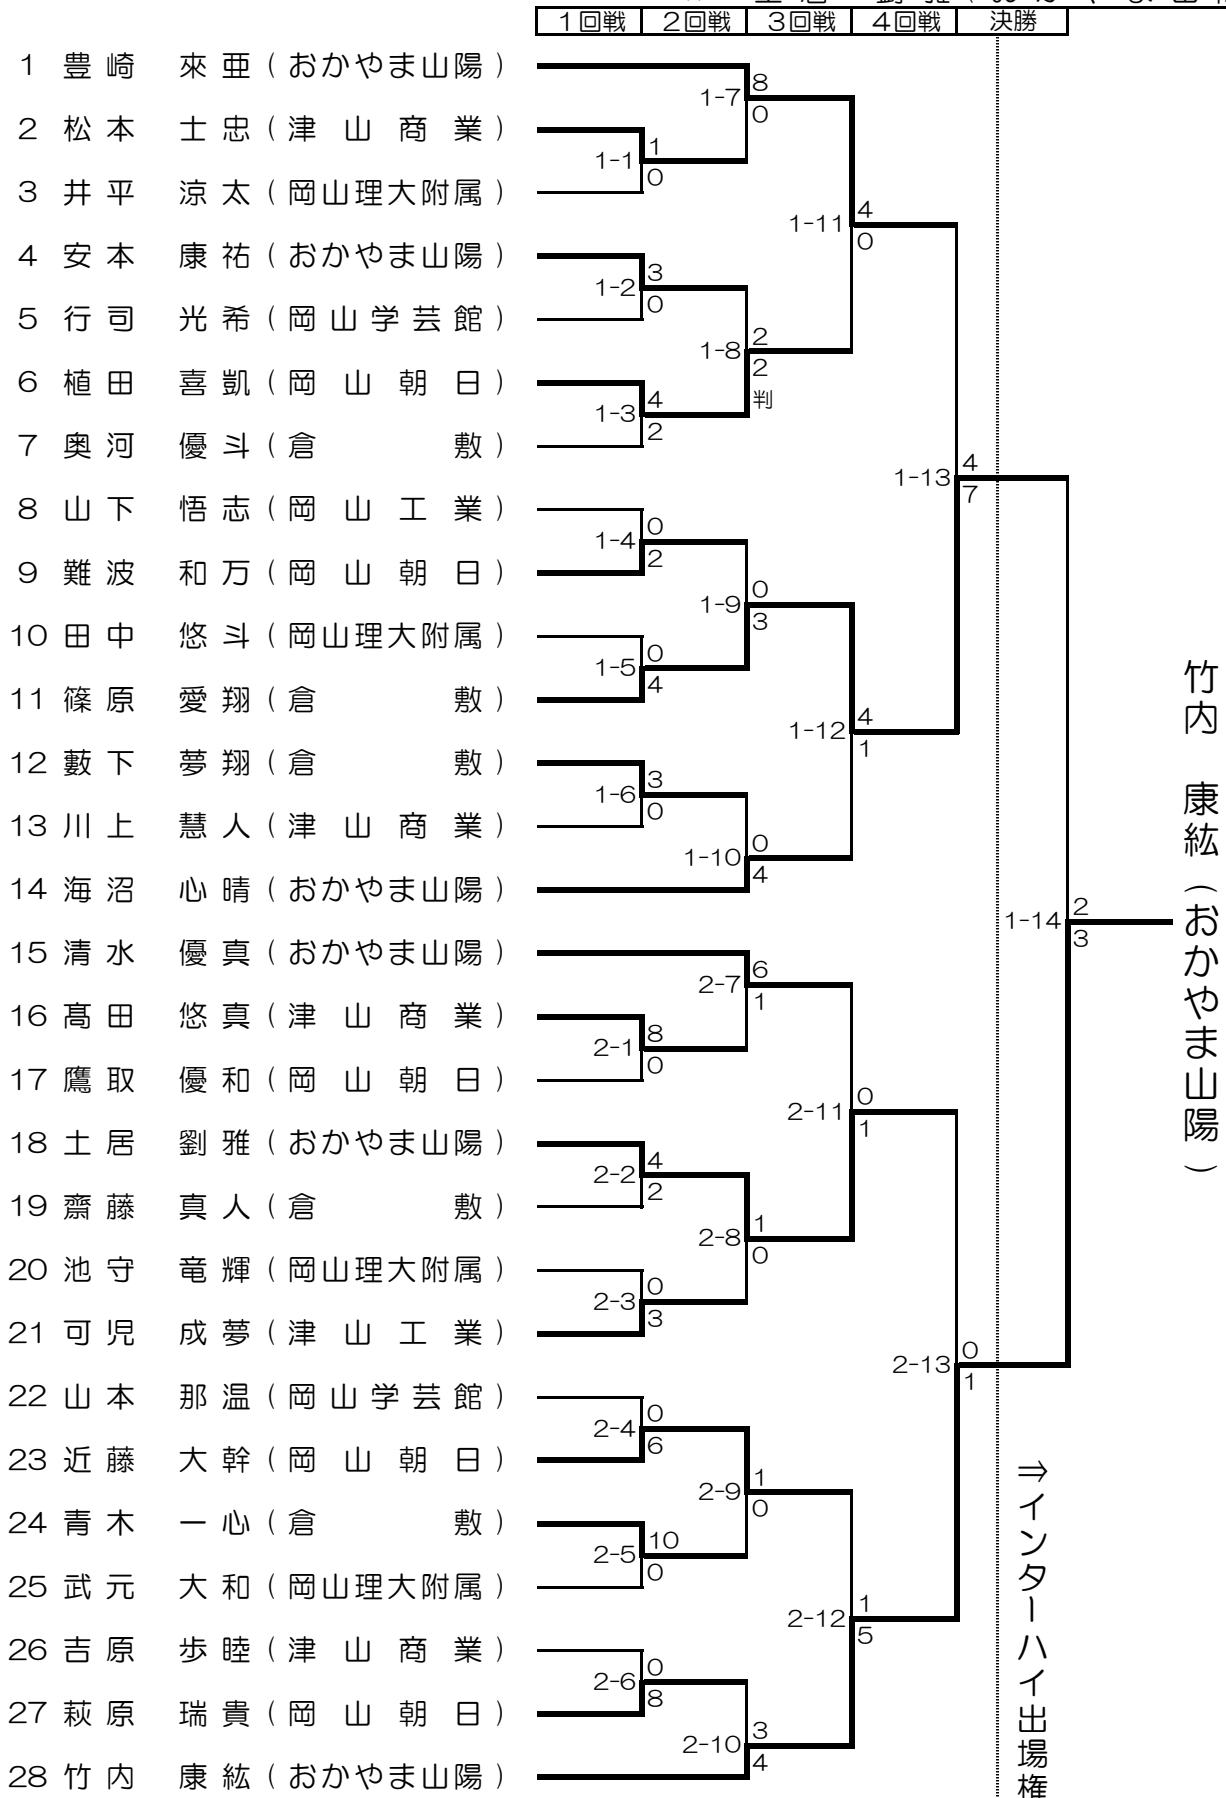 1回戦 2回戦 3回戦 4回戦 決勝
1 豊崎 來亜(おかやま山陽)
8
1-7
0
2 松本 士忠(津山商業)
1
1-1
0
3 井平 涼太(岡山理大附属)
4
1-11
0
4 安本 康祐(おかやま山陽)
3
1-2
0
5 行司 光希(岡山学芸館)
2
1-8
2
判
6 植田 喜凱(岡山朝日)
4
1-3
2
7 奥河 優斗(倉敷)
4
1-13
7
8 山下 悟志(岡山工業)
0
1-4
2
9 難波 和万(岡山朝日)
0
1-9
3
10 田中 悠斗(岡山理大附属)
0
1-5
4
11 篠原 愛翔(倉敷)
4
1-12
1
12 藪下 夢翔(倉敷)
3
1-6
0
13 川上 慧人(津山商業)
0
1-10
4
14 海沼 心晴(おかやま山陽)
2
1-14
3
竹内 康紘(おかやま山陽)
15 清水 優真(おかやま山陽)
6
2-7
1
16 髙田 悠真(津山商業)
8
2-1
0
17 鷹取 優和(岡山朝日)
0
2-11
1
18 土居 劉雅(おかやま山陽)
4
2-2
2
19 齋藤 真人(倉敷)
1
2-8
0
20 池守 竜輝(岡山理大附属)
0
2-3
3
21 可児 成夢(津山工業)
0
2-13
1
22 山本 那温(岡山学芸館)
0
2-4
6
23 近藤 大幹(岡山朝日)
1
2-9
0
24 青木 一心(倉敷)
10
2-5
0
25 武元 大和(岡山理大附属)
1
2-12
5
26 吉原 歩睦(津山商業)
0
2-6
8
27 萩原 瑞貴(岡山朝日)
3
2-10
4
28 竹内 康紘(おかやま山陽)
⇒インターハイ出場権